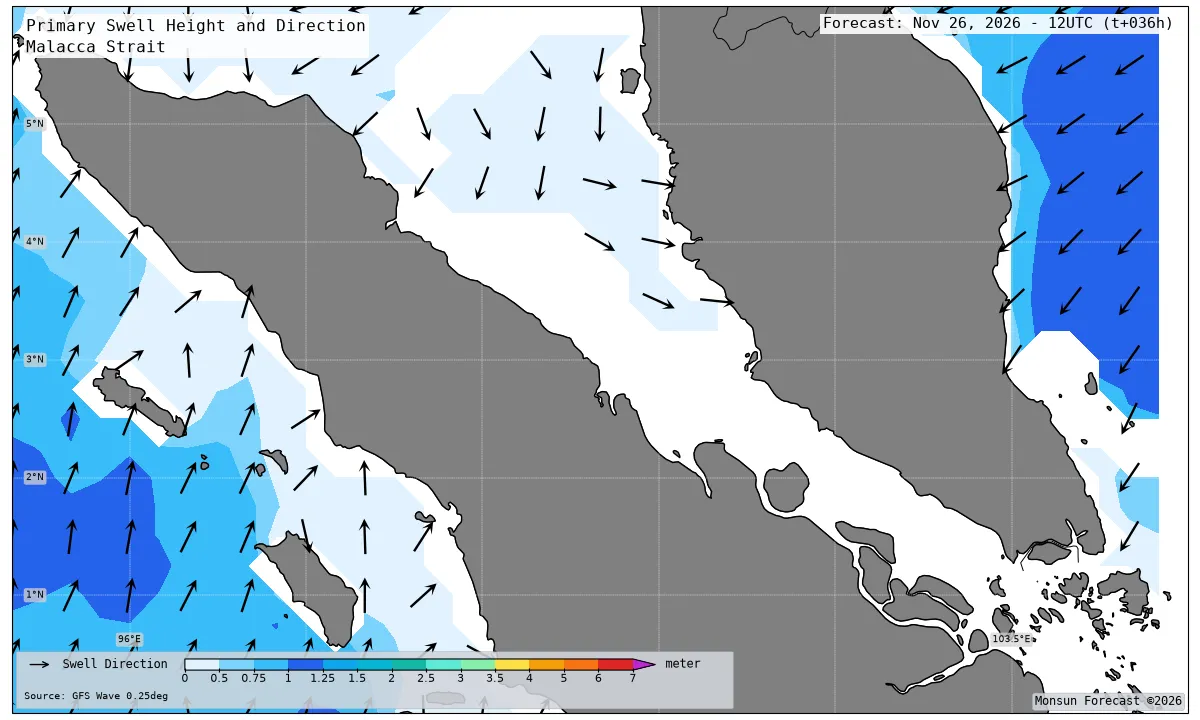 Primary Swell Height and Direction
Malacca Strait
Forecast: Nov 26, 2026 - 12UTC (t+036h)
5°N
4°N
3°N
2°N
1°N
96°E
103.5°E
Swell Direction
0 0.5 0.75 1 1.25 1.5 2 2.5 3 3.5 4 5 6 7
meter
Source: GFS Wave 0.25deg
Monsun Forecast ©2026